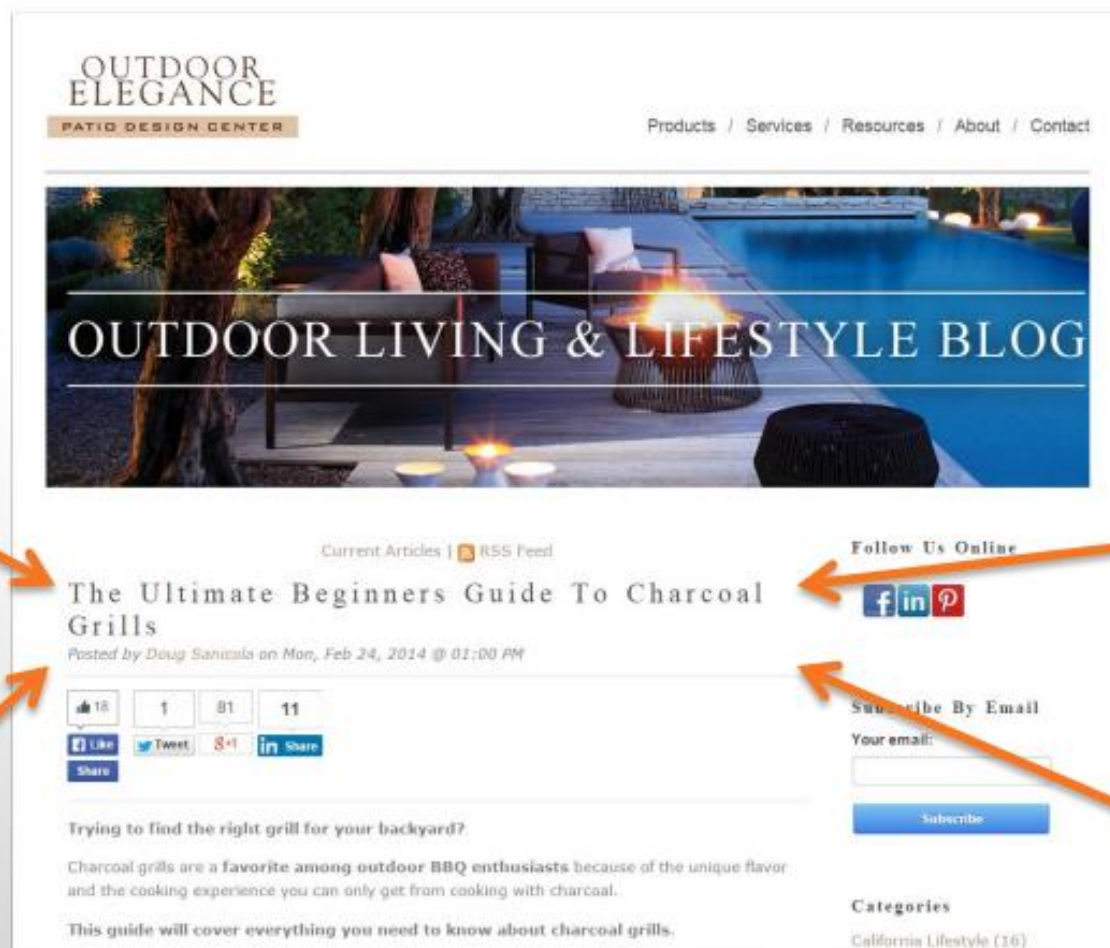 OUTDOOR
ELEGANCE
PATIO DESIGN CENTER
Products / Services / Resources / About / Contact
OUTDOOR LIVING & LIFESTYLE BLOG
Current Articles | RSS Feed
The Ultimate Beginners Guide To Charcoal
Grills
Posted by Doug Sanicola on Mon, Feb 24, 2014 @ 01:00 PM
18 1 81 11
Like Tweet g+1 in Share
Share
Trying to find the right grill for your backyard?
Charcoal grills are a favorite among outdoor BBQ enthusiasts because of the unique flavor
and the cooking experience you can only get from cooking with charcoal.
This guide will cover everything you need to know about charcoal grills.
Follow Us Online
f in P
Subscribe By Email
Your email:
Subscribe
Categories
California Lifestyle (16)